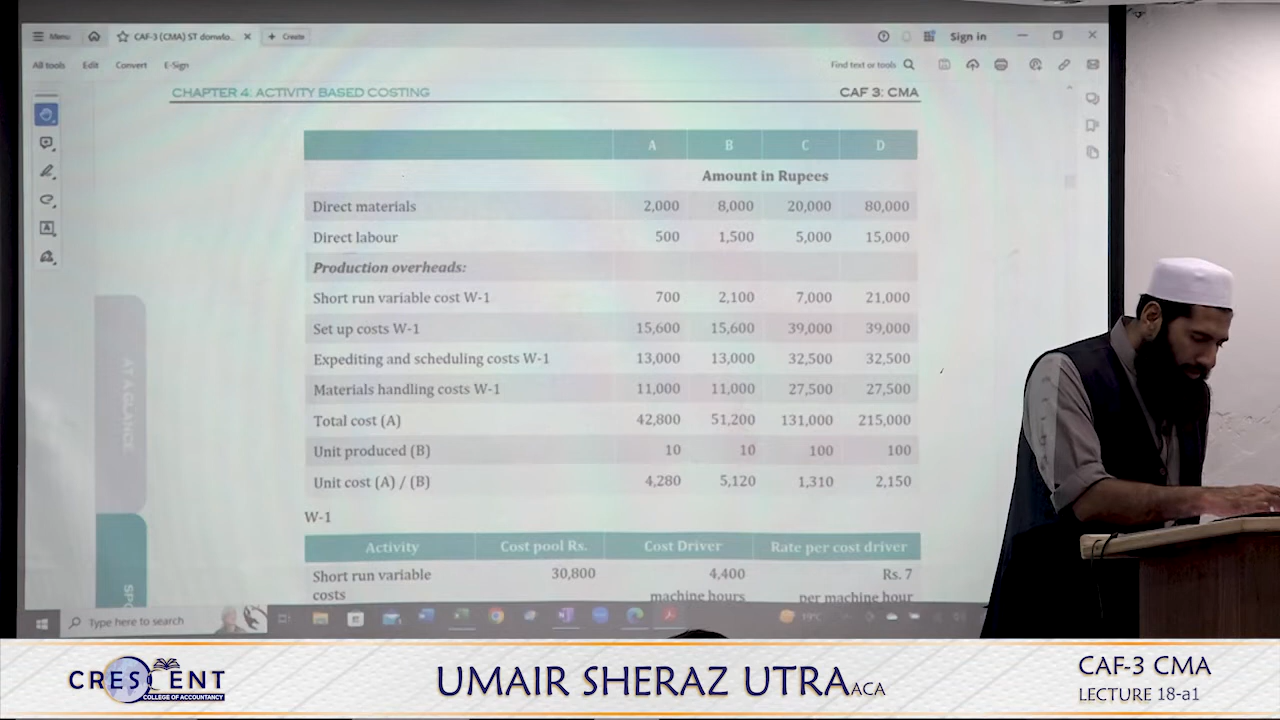 Menu CAF-3 (CMA) ST donwlo... × + Create Sign in
All tools Edit Convert E-Sign Find text or tools
CHAPTER 4: ACTIVITY BASED COSTING CAF 3: CMA
A B C D
Amount in Rupees
Direct materials 2,000 8,000 20,000 80,000
Direct labour 500 1,500 5,000 15,000
Production overheads:
Short run variable cost W-1 700 2,100 7,000 21,000
Set up costs W-1 15,600 15,600 39,000 39,000
Expediting and scheduling costs W-1 13,000 13,000 32,500 32,500
Materials handling costs W-1 11,000 11,000 27,500 27,500
Total cost (A) 42,800 51,200 131,000 215,000
Unit produced (B) 10 10 100 100
Unit cost (A) / (B) 4,280 5,120 1,310 2,150
W-1
Activity Cost pool Rs. Cost Driver Rate per cost driver
Short run variable 30,800 4,400 Rs. 7
costs machine hours per machine hour
AT A GLANCE
Type here to search
CRESCENT
COLLEGE OF ACCOUNTANCY
UMAIR SHERAZ UTRA ACA
CAF-3 CMA
LECTURE 18-a1